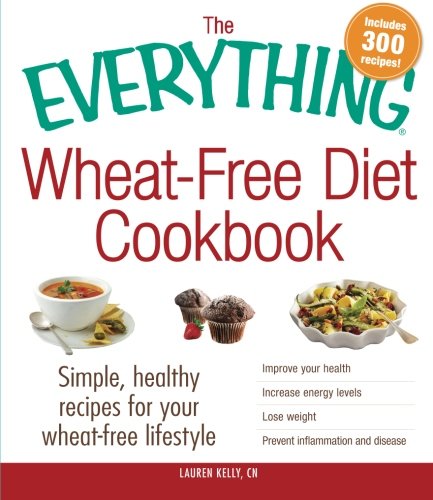 The
EVERYTHING®
Includes
300
recipes!
Wheat-Free Diet
Cookbook
Simple, healthy
recipes for your
wheat-free lifestyle
Improve your health
Increase energy levels
Lose weight
Prevent inflammation and disease
LAUREN KELLY, CN